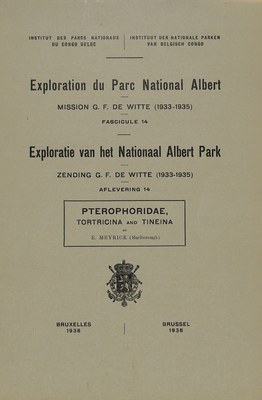 INSTITUT DES PARCS NATIONAUX
DU CONGO BELGE
INSTITUUT DER NATIONALE PARKEN
VAN BELGISCH CONGO
Exploration du Parc National Albert
MISSION G. F. DE WITTE (1933-1935)
FASCICULE 14
Exploratie van het Nationaal Albert Park
ZENDING G. F. DE WITTE (1933-1935)
AFLEVERING 14
PTEROPHORIDAE,
TORTRICINA AND TINEINA
BY
E. MEYRICK (Marlborough)
BRUXELLES
1938
BRUSSEL
1938